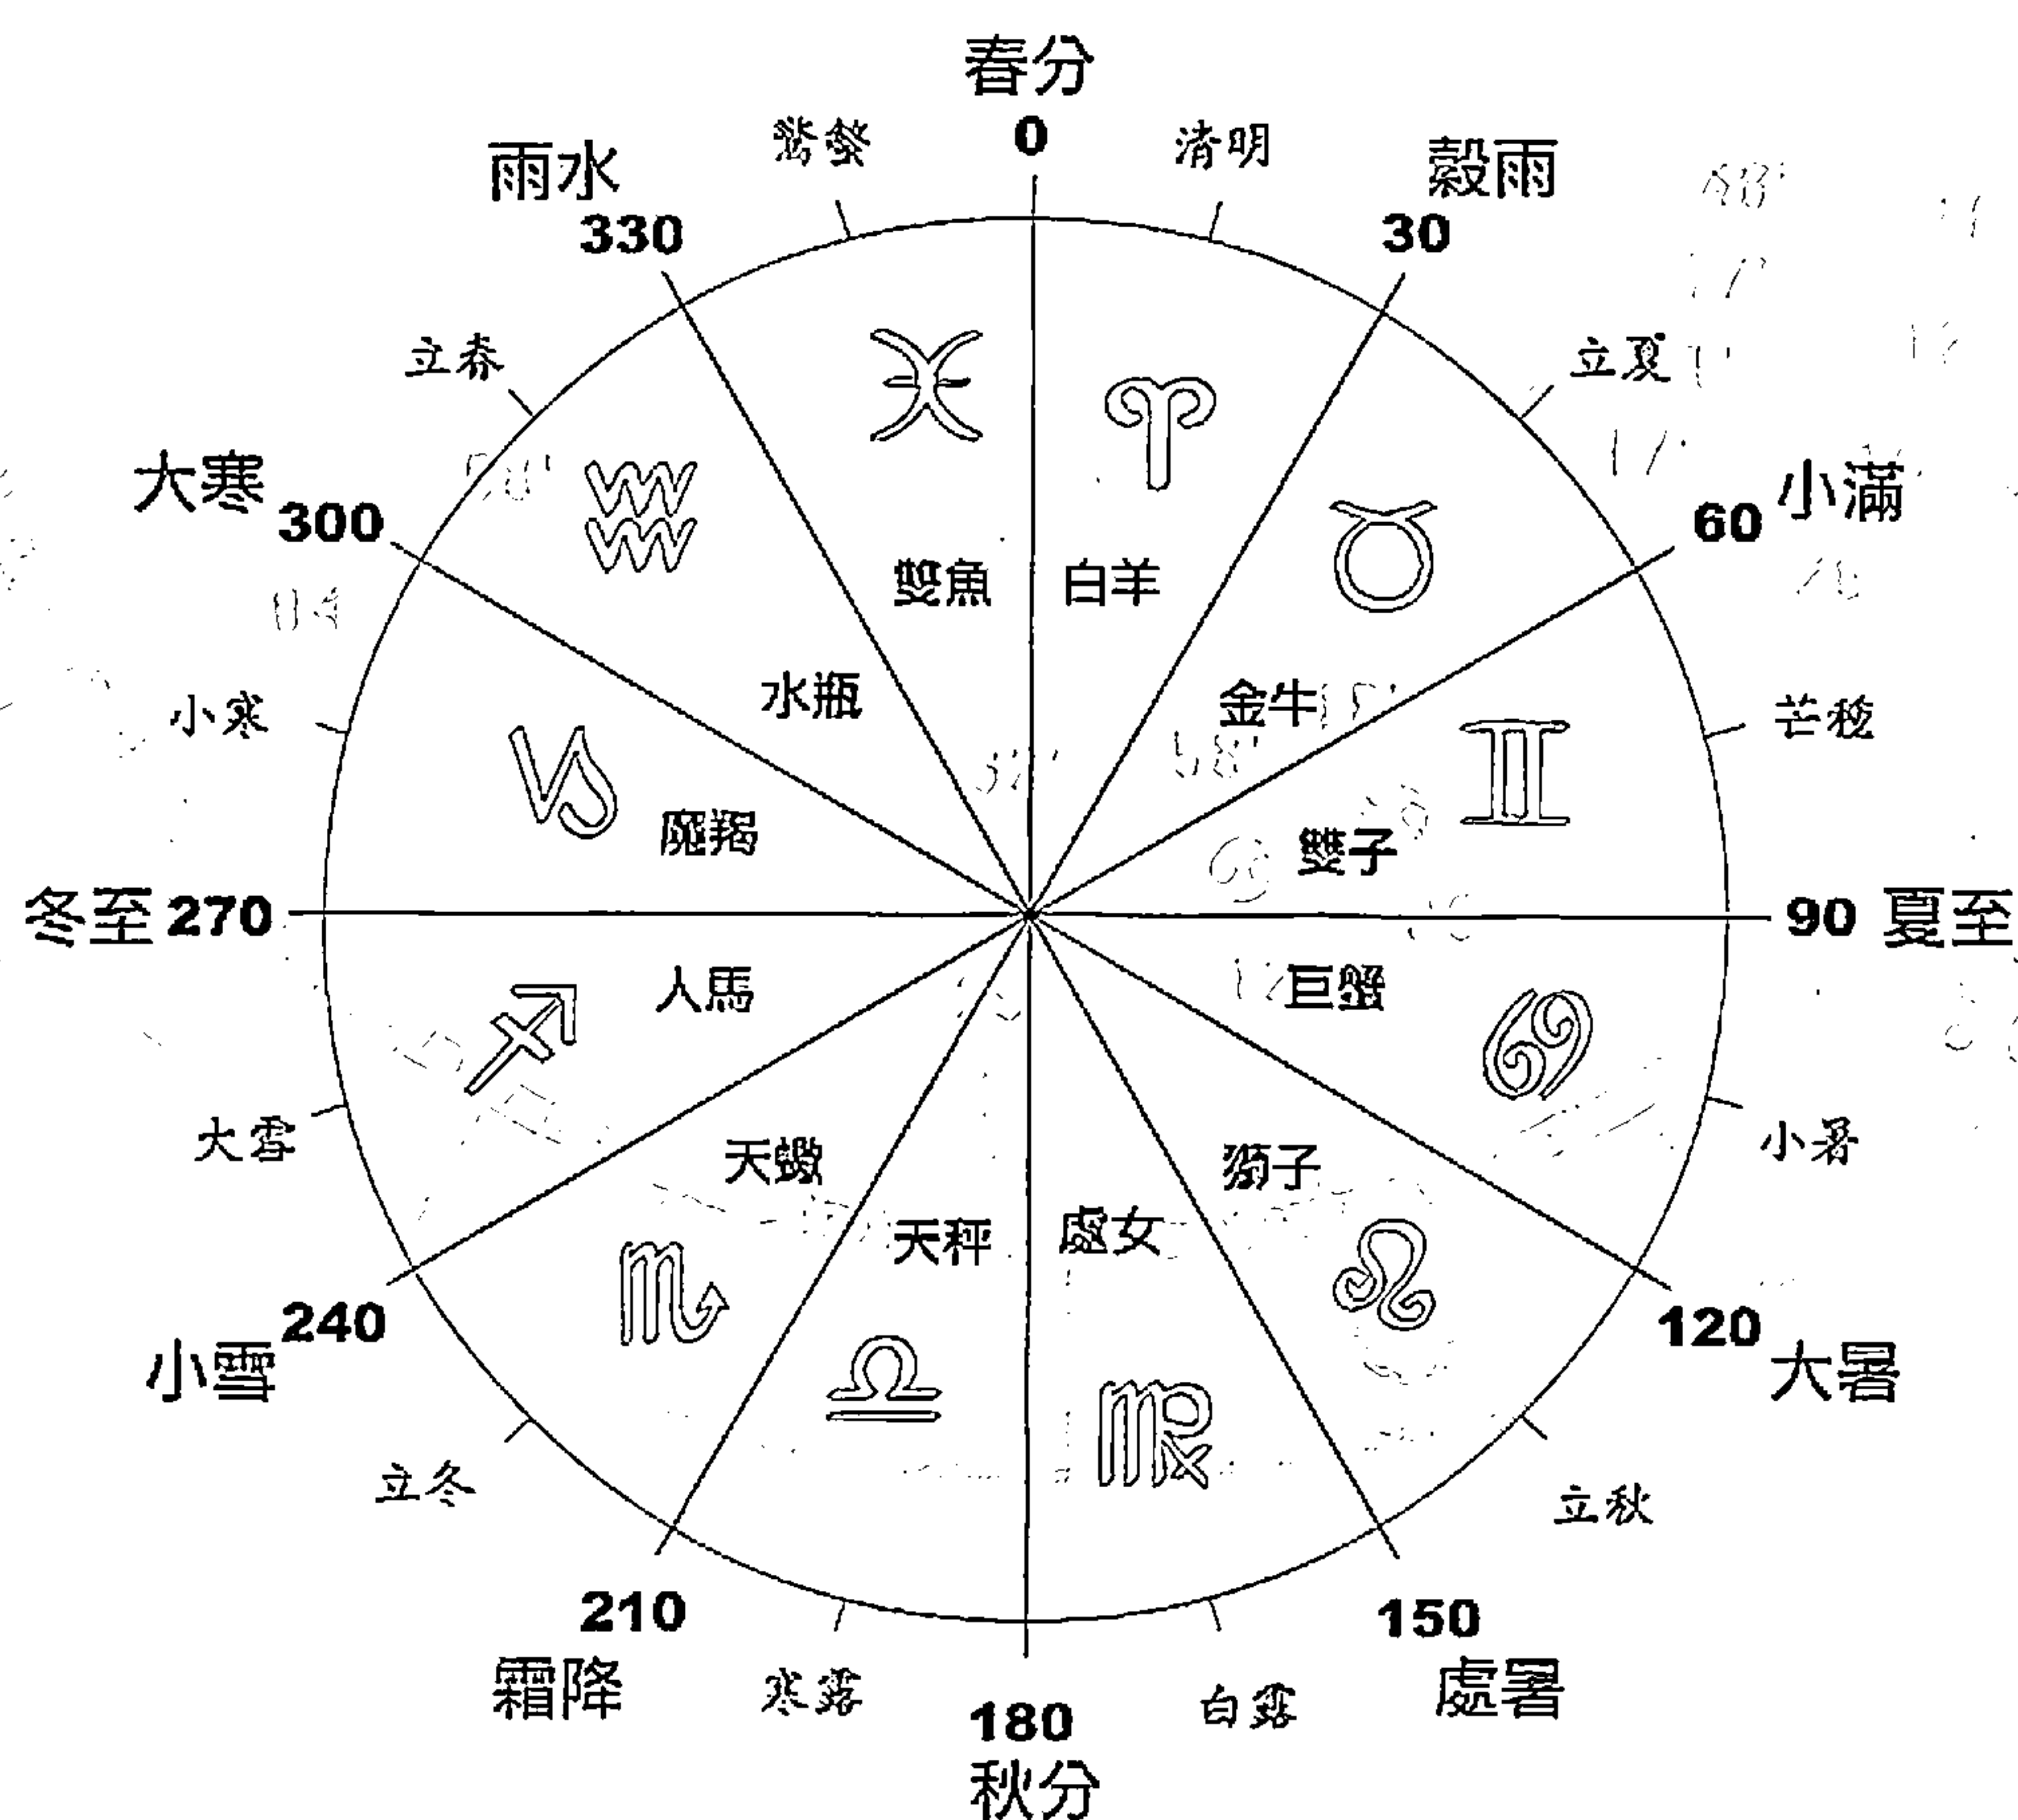 春分
0
驚蟄
清明
雨水
330
穀雨
30
立春
立夏
大寒
300
60
小滿
雙魚
白羊
水瓶
金牛
小寒
芒種
魔羯
雙子
冬至 270
90 夏至
人馬
巨蟹
大雪
小暑
天蠍
獅子
天秤
處女
240
小雪
120
大暑
立冬
立秋
210
霜降
150
處暑
寒露
白露
180
秋分